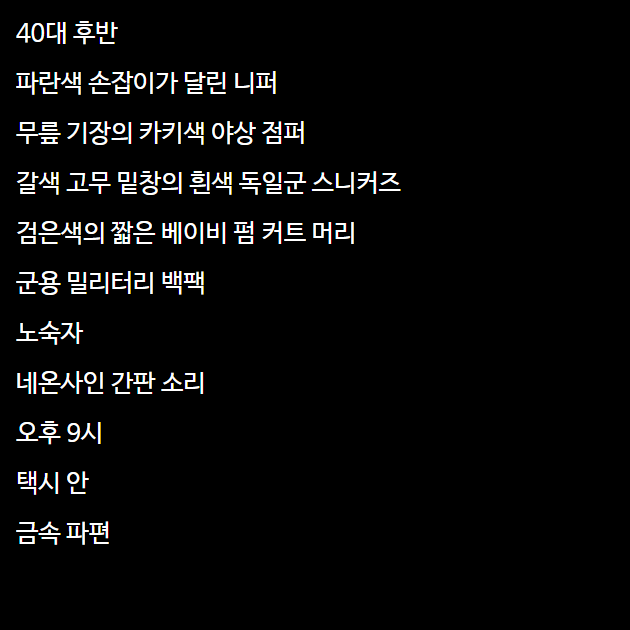 40대 후반
파란색 손잡이가 달린 니퍼
무릎 기장의 카키색 야상 점퍼
갈색 고무 밑창의 흰색 독일군 스니커즈
검은색의 짧은 베이비 펌 커트 머리
군용 밀리터리 백팩
노숙자
네온사인 간판 소리
오후 9시
택시 안
금속 파편